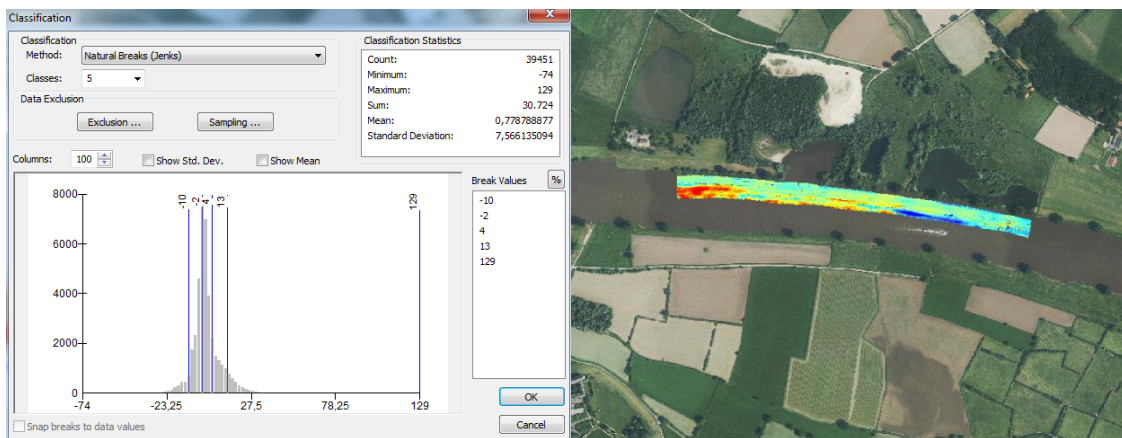 Classification
Classification
Method: Natural Breaks (Jenks)
Classes: 5
Data Exclusion
Exclusion ... Sampling ...
Classification Statistics
Count: 39451
Minimum: -74
Maximum: 129
Sum: 30.724
Mean: 0,778788877
Standard Deviation: 7,566135094
Columns: 100 Show Std. Dev. Show Mean
Break Values %
-10
-2
4
13
129
8000
6000
4000
2000
0
-10
-2
4
13
129
-74 -23,25 27,5 78,25 129
OK
Cancel
Snap breaks to data values